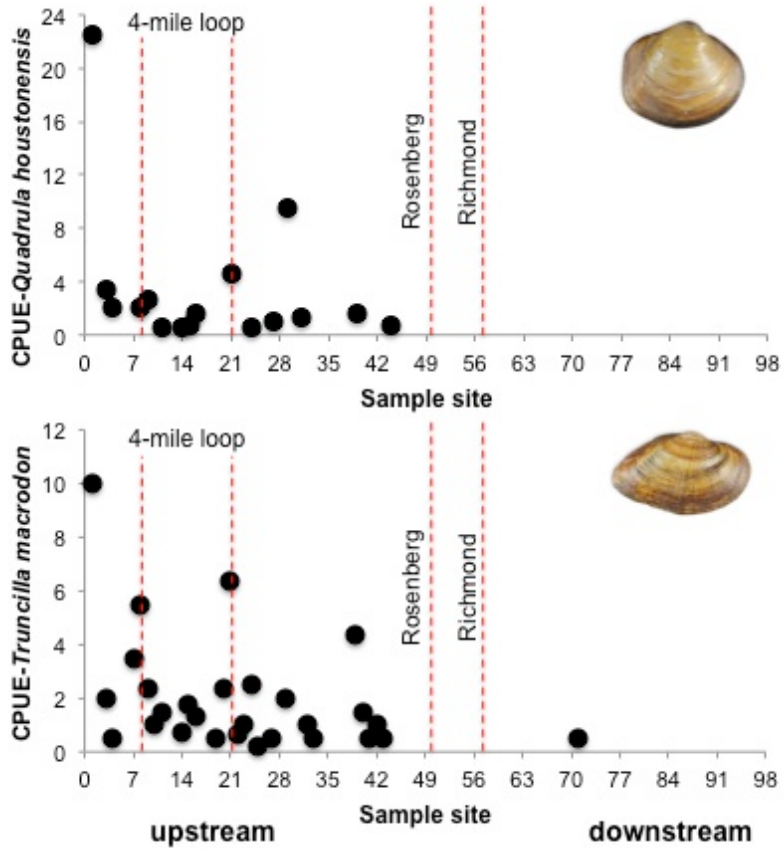 24
20
16
12
8
4
0
CPUE-Quadrula houstonensis
4-mile loop
Rosenberg
Richmond
0 7 14 21 28 35 42 49 56 63 70 77 84 91 98
Sample site
12
10
8
6
4
2
0
CPUE-Truncilla macrodon
4-mile loop
Rosenberg
Richmond
0 7 14 21 28 35 42 49 56 63 70 77 84 91 98
Sample site
upstream downstream